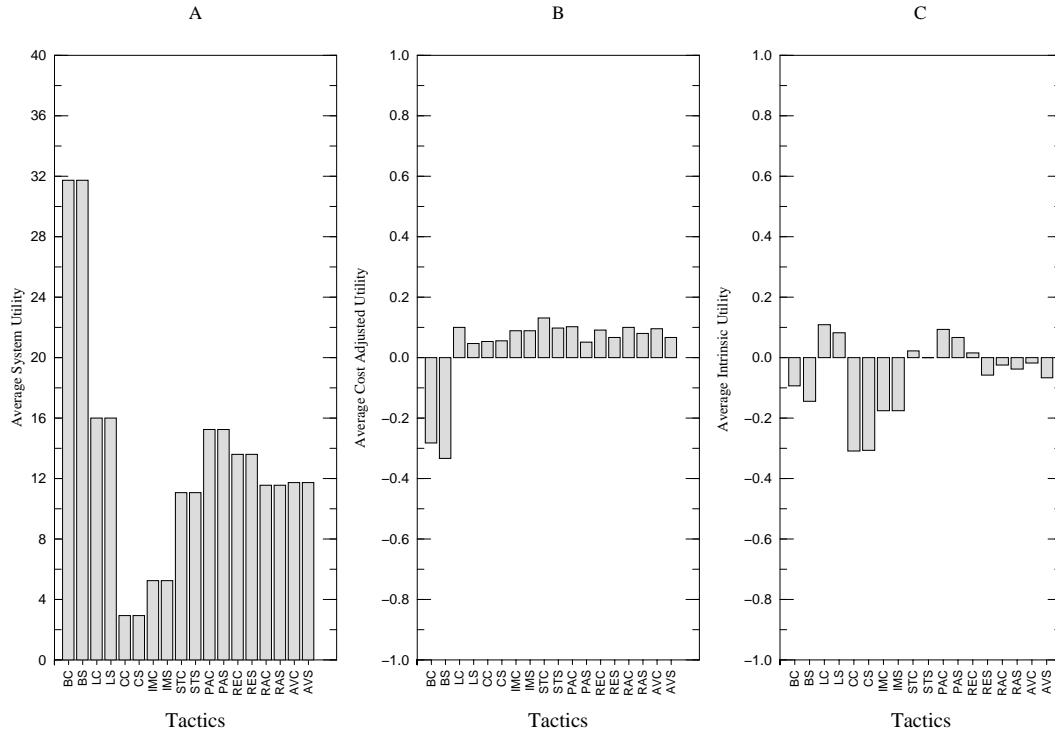 A
B
C
40
36
32
28
24
20
16
12
8
4
0
Average System Utility
BC BS LC LS CC CS IMC IMS STC STS PAC PAS REC RES RAC RAS AVC AVS
Tactics
1.0
0.8
0.6
0.4
0.2
0.0
−0.2
−0.4
−0.6
−0.8
−1.0
Average Cost Adjusted Utility
BC BS LC LS CC CS IMC IMS STC STS PAC PAS REC RES RAC RAS AVC AVS
Tactics
1.0
0.8
0.6
0.4
0.2
0.0
−0.2
−0.4
−0.6
−0.8
−1.0
Average Intrinsic Utility
BC BS LC LS CC CS IMC IMS STC STS PAC PAS REC RES RAC RAS AVC AVS
Tactics